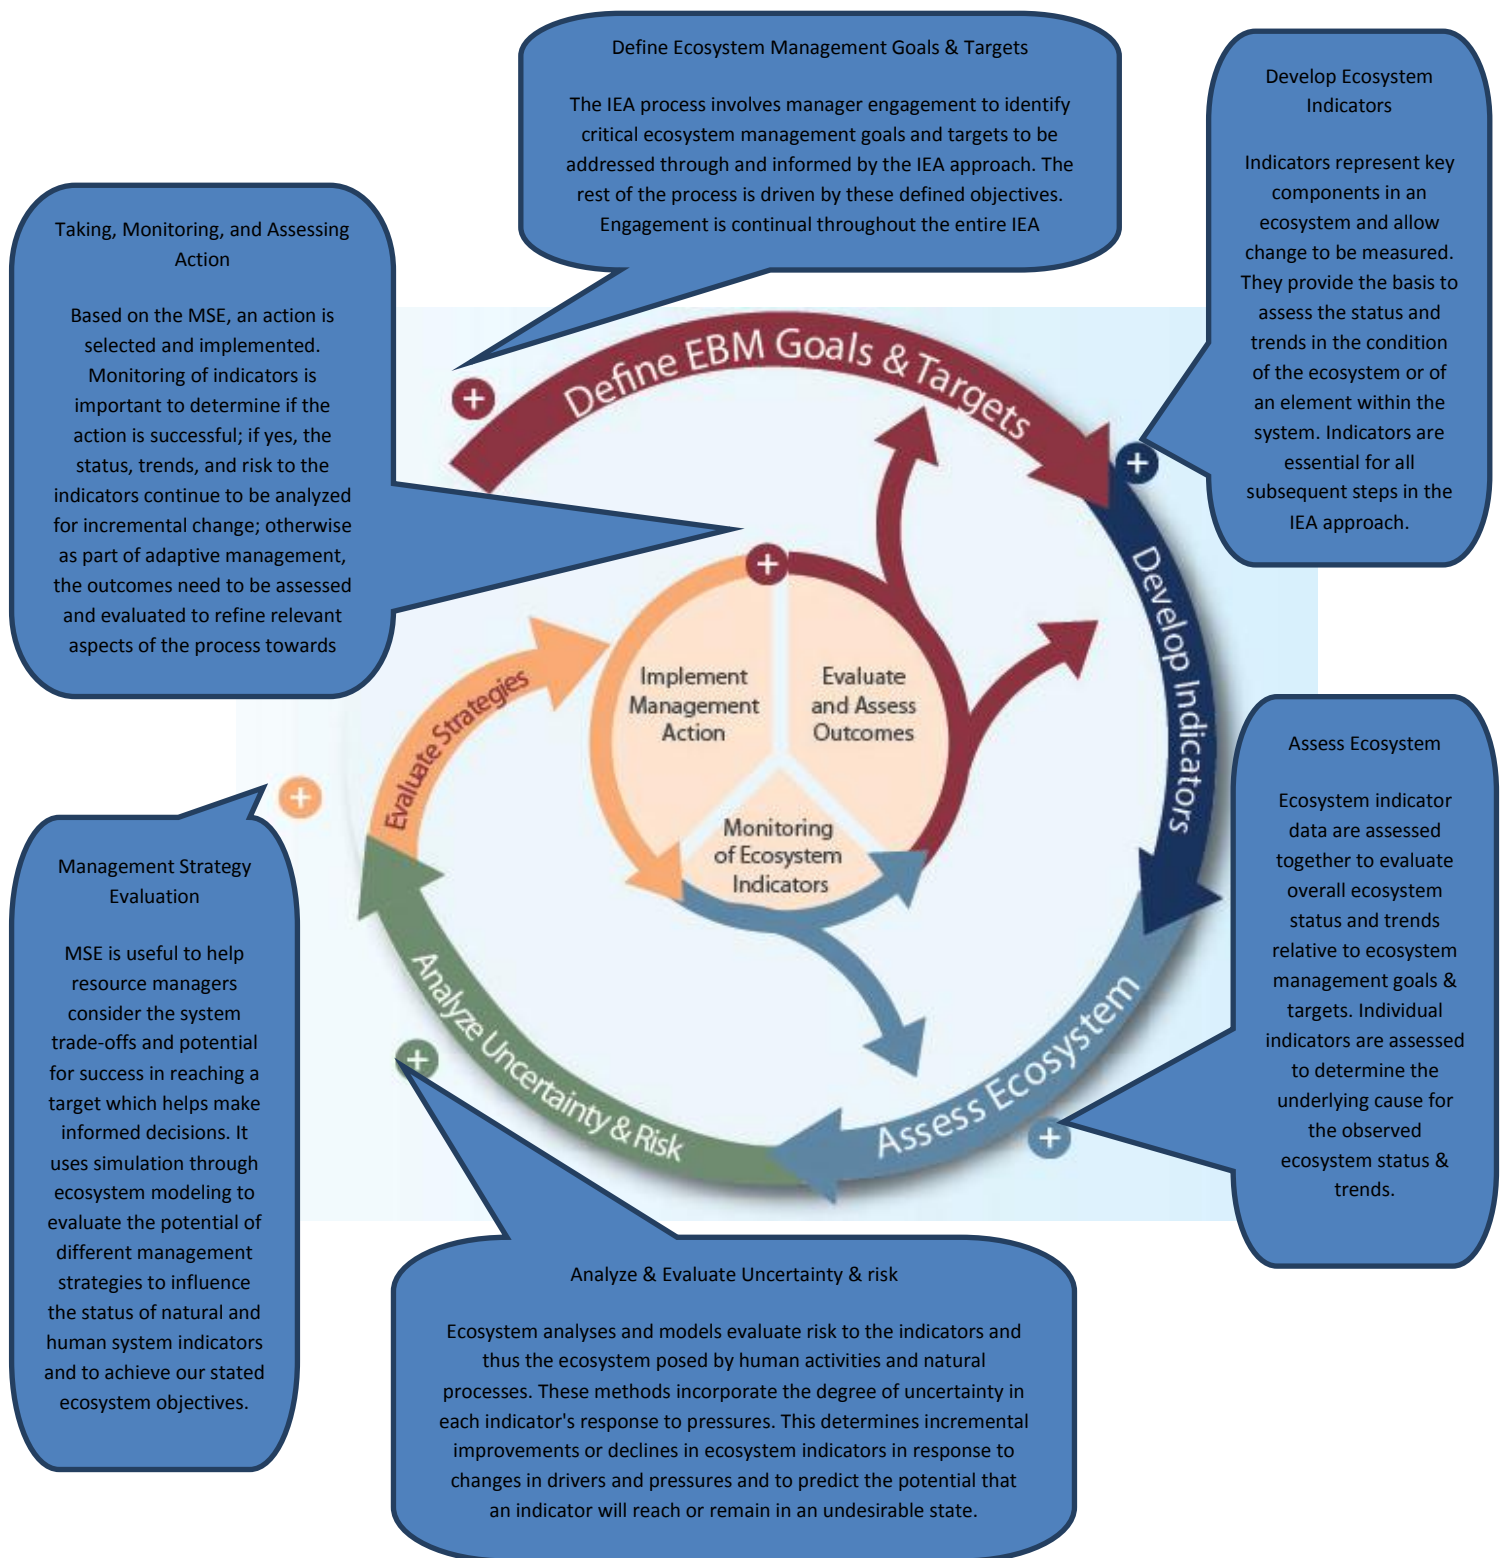 Define Ecosystem Management Goals & Targets
The IEA process involves manager engagement to identify
critical ecosystem management goals and targets to be
addressed through and informed by the IEA approach. The
rest of the process is driven by these defined objectives.
Engagement is continual throughout the entire IEA
Develop Ecosystem
Indicators
Indicators represent key
components in an
ecosystem and allow
change to be measured.
They provide the basis to
assess the status and
trends in the condition
of the ecosystem or of
an element within the
system. Indicators are
essential for all
subsequent steps in the
IEA approach.
Taking, Monitoring, and Assessing
Action
Based on the MSE, an action is
selected and implemented.
Monitoring of indicators is
important to determine if the
action is successful; if yes, the
status, trends, and risk to the
indicators continue to be analyzed
for incremental change; otherwise
as part of adaptive management,
the outcomes need to be assessed
and evaluated to refine relevant
aspects of the process towards
Define EBM Goals & Targets
Develop Indicators
Assess Ecosystem
Analyze Uncertainty & Risk
Evaluate Strategies
Implement
Management
Action
Evaluate
and Assess
Outcomes
Monitoring
of Ecosystem
Indicators
Assess Ecosystem
Ecosystem indicator
data are assessed
together to evaluate
overall ecosystem
status and trends
relative to ecosystem
management goals &
targets. Individual
indicators are assessed
to determine the
underlying cause for
the observed
ecosystem status &
trends.
Management Strategy
Evaluation
MSE is useful to help
resource managers
consider the system
trade-offs and potential
for success in reaching a
target which helps make
informed decisions. It
uses simulation through
ecosystem modeling to
evaluate the potential of
different management
strategies to influence
the status of natural and
human system indicators
and to achieve our stated
ecosystem objectives.
Analyze & Evaluate Uncertainty & risk
Ecosystem analyses and models evaluate risk to the indicators and
thus the ecosystem posed by human activities and natural
processes. These methods incorporate the degree of uncertainty in
each indicator's response to pressures. This determines incremental
improvements or declines in ecosystem indicators in response to
changes in drivers and pressures and to predict the potential that
an indicator will reach or remain in an undesirable state.